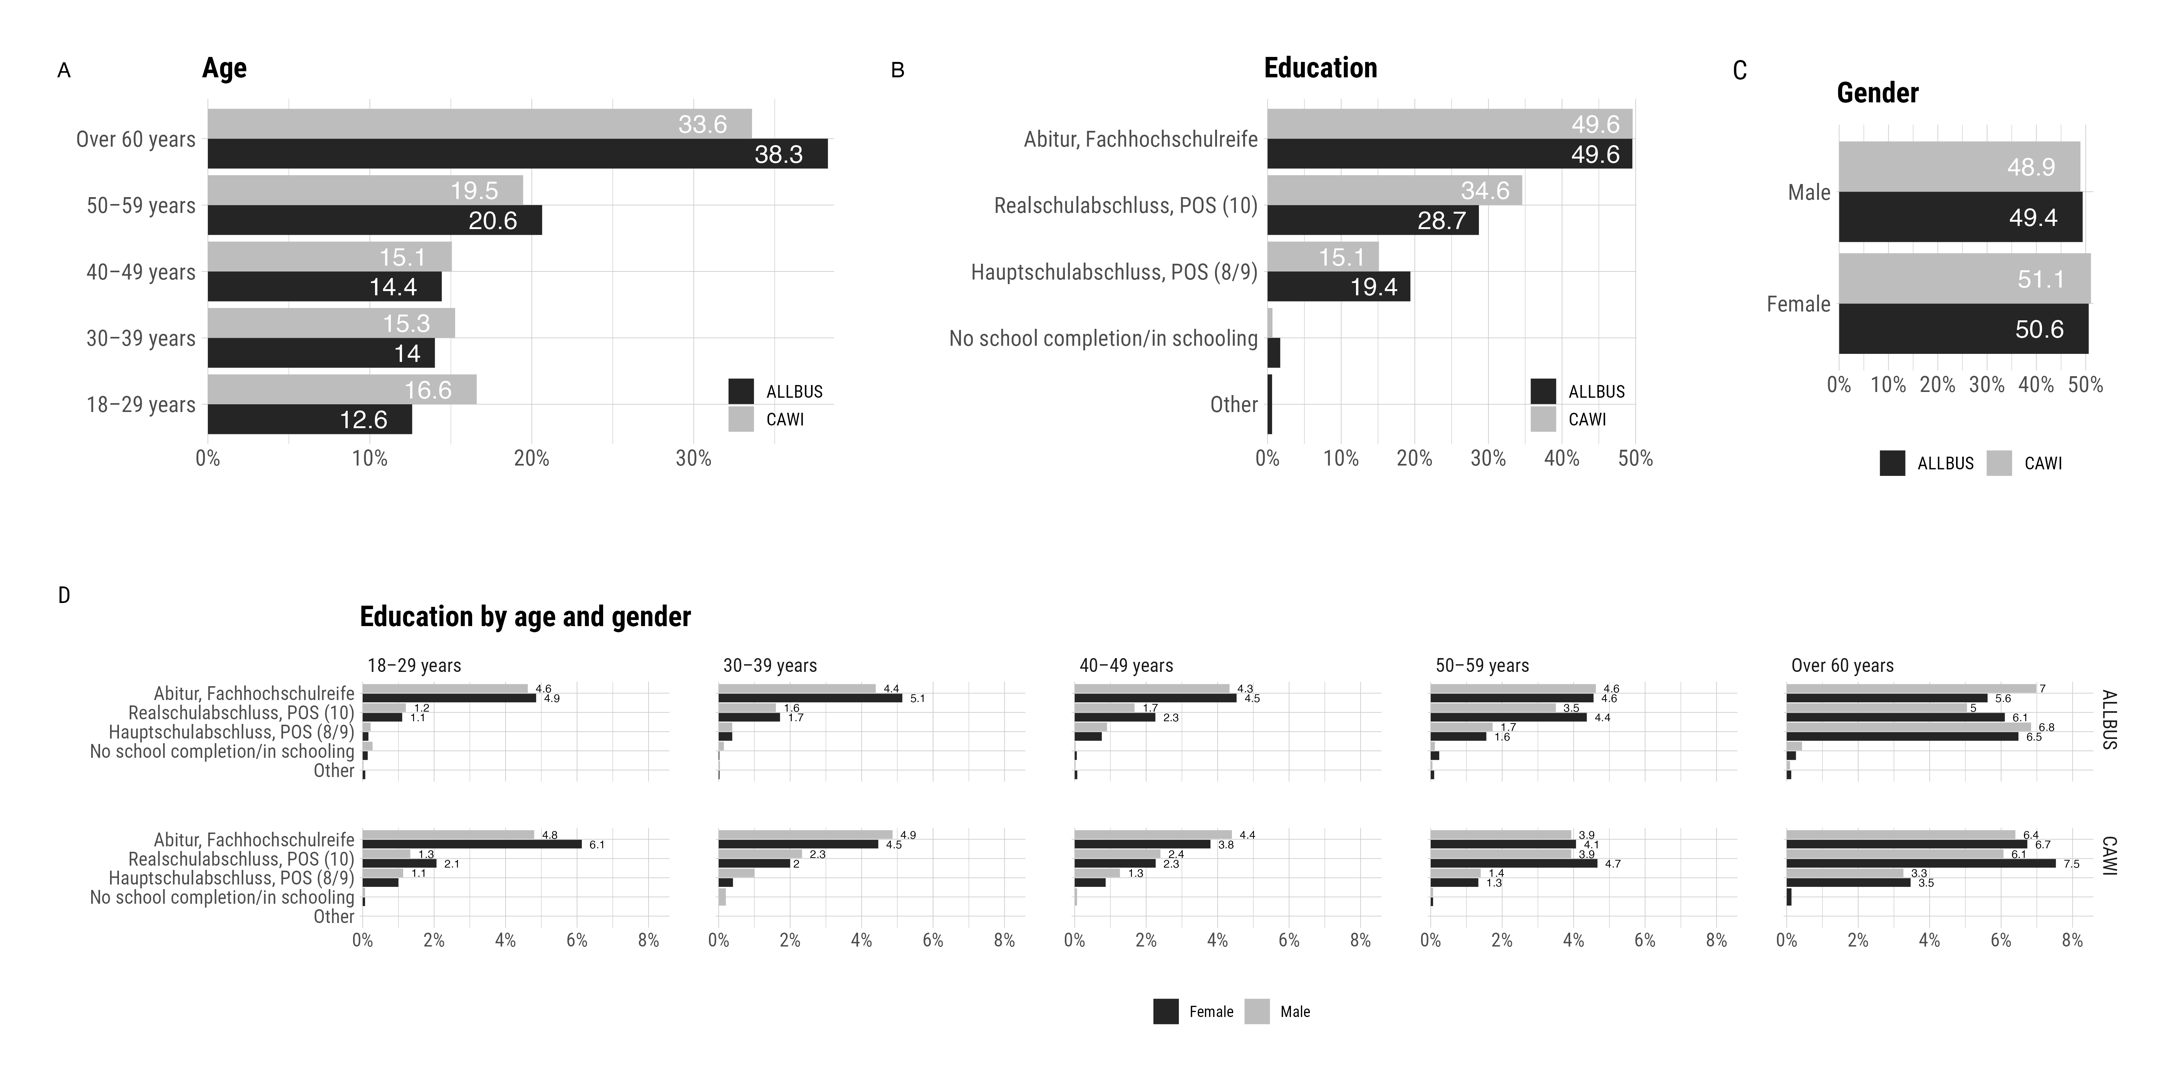 A
Age
Over 60 years
33.6
38.3
50–59 years
19.5
20.6
40–49 years
15.1
14.4
30–39 years
15.3
14
18–29 years
16.6
12.6
ALLBUS
CAWI
0% 10% 20% 30%
B
Education
Abitur, Fachhochschulreife
49.6
49.6
Realschulabschluss, POS (10)
34.6
28.7
Hauptschulabschluss, POS (8/9)
15.1
19.4
No school completion/in schooling
Other
ALLBUS
CAWI
0% 10% 20% 30% 40% 50%
C
Gender
Male
48.9
49.4
Female
51.1
50.6
0% 10% 20% 30% 40% 50%
ALLBUS CAWI
D
Education by age and gender
18–29 years 30–39 years 40–49 years 50–59 years Over 60 years
Abitur, Fachhochschulreife
4.6 4.4 4.3 4.6 7
4.9 5.1 4.5 4.6 5.6
Realschulabschluss, POS (10)
1.2 1.6 1.7 3.5 5
1.1 1.7 2.3 4.4 6.1
Hauptschulabschluss, POS (8/9)
1.7 6.8
1.6 6.5
No school completion/in schooling
Other
ALLBUS
Abitur, Fachhochschulreife
4.8 4.9 4.4 3.9 6.4
6.1 4.5 3.8 4.1 6.7
Realschulabschluss, POS (10)
1.3 2.3 2.4 3.9 6.1
2.1 2 2.3 4.7 7.5
Hauptschulabschluss, POS (8/9)
1.1 1.3 1.4 3.3
1.3 3.5
No school completion/in schooling
Other
CAWI
0% 2% 4% 6% 8% 0% 2% 4% 6% 8% 0% 2% 4% 6% 8% 0% 2% 4% 6% 8% 0% 2% 4% 6% 8%
Female Male